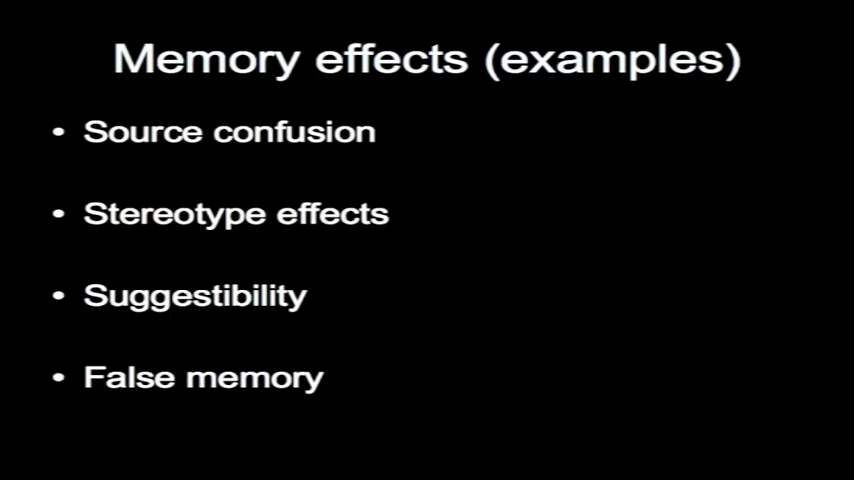 Memory effects (examples)
• Source confusion
• Stereotype effects
• Suggestibility
• False memory